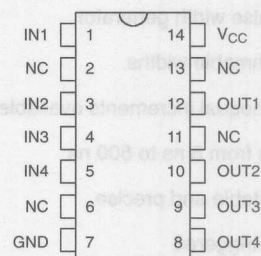 IN1 1 14 VCC
NC 2 13 NC
IN2 3 12 OUT1
IN3 4 11 NC
IN4 5 10 OUT2
NC 6 9 OUT3
GND 7 8 OUT4